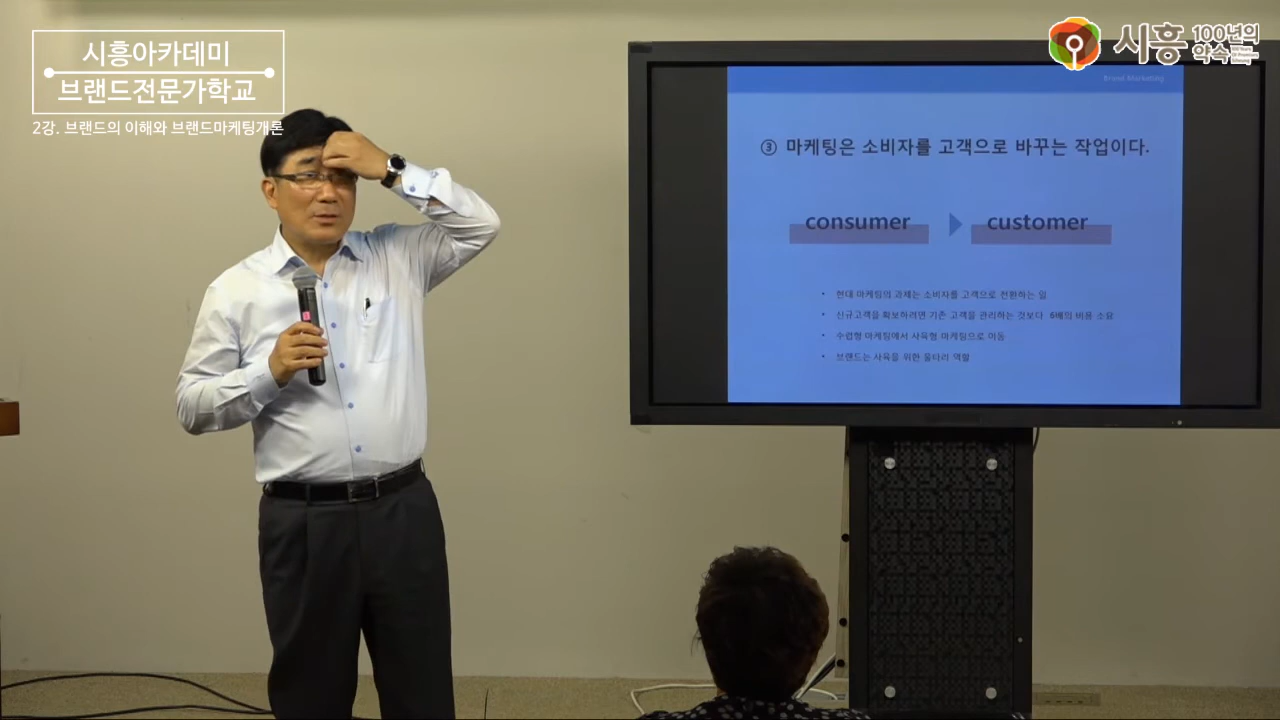 시흥아카데미
브랜드전문가학교
2강. 브랜드의 이해와 브랜드마케팅개론
시흥 100년의 약속
Brand Marketing
③ 마케팅은 소비자를 고객으로 바꾸는 작업이다.
consumer
customer
• 현대 마케팅의 과제는 소비자를 고객으로 전환하는 일
• 신규고객을 확보하려면 기존 고객을 관리하는 것보다 6배의 비용 소용
• 수렵형 마케팅에서 사육형 마케팅으로 이동
• 브랜드는 사육을 위한 울타리 역할